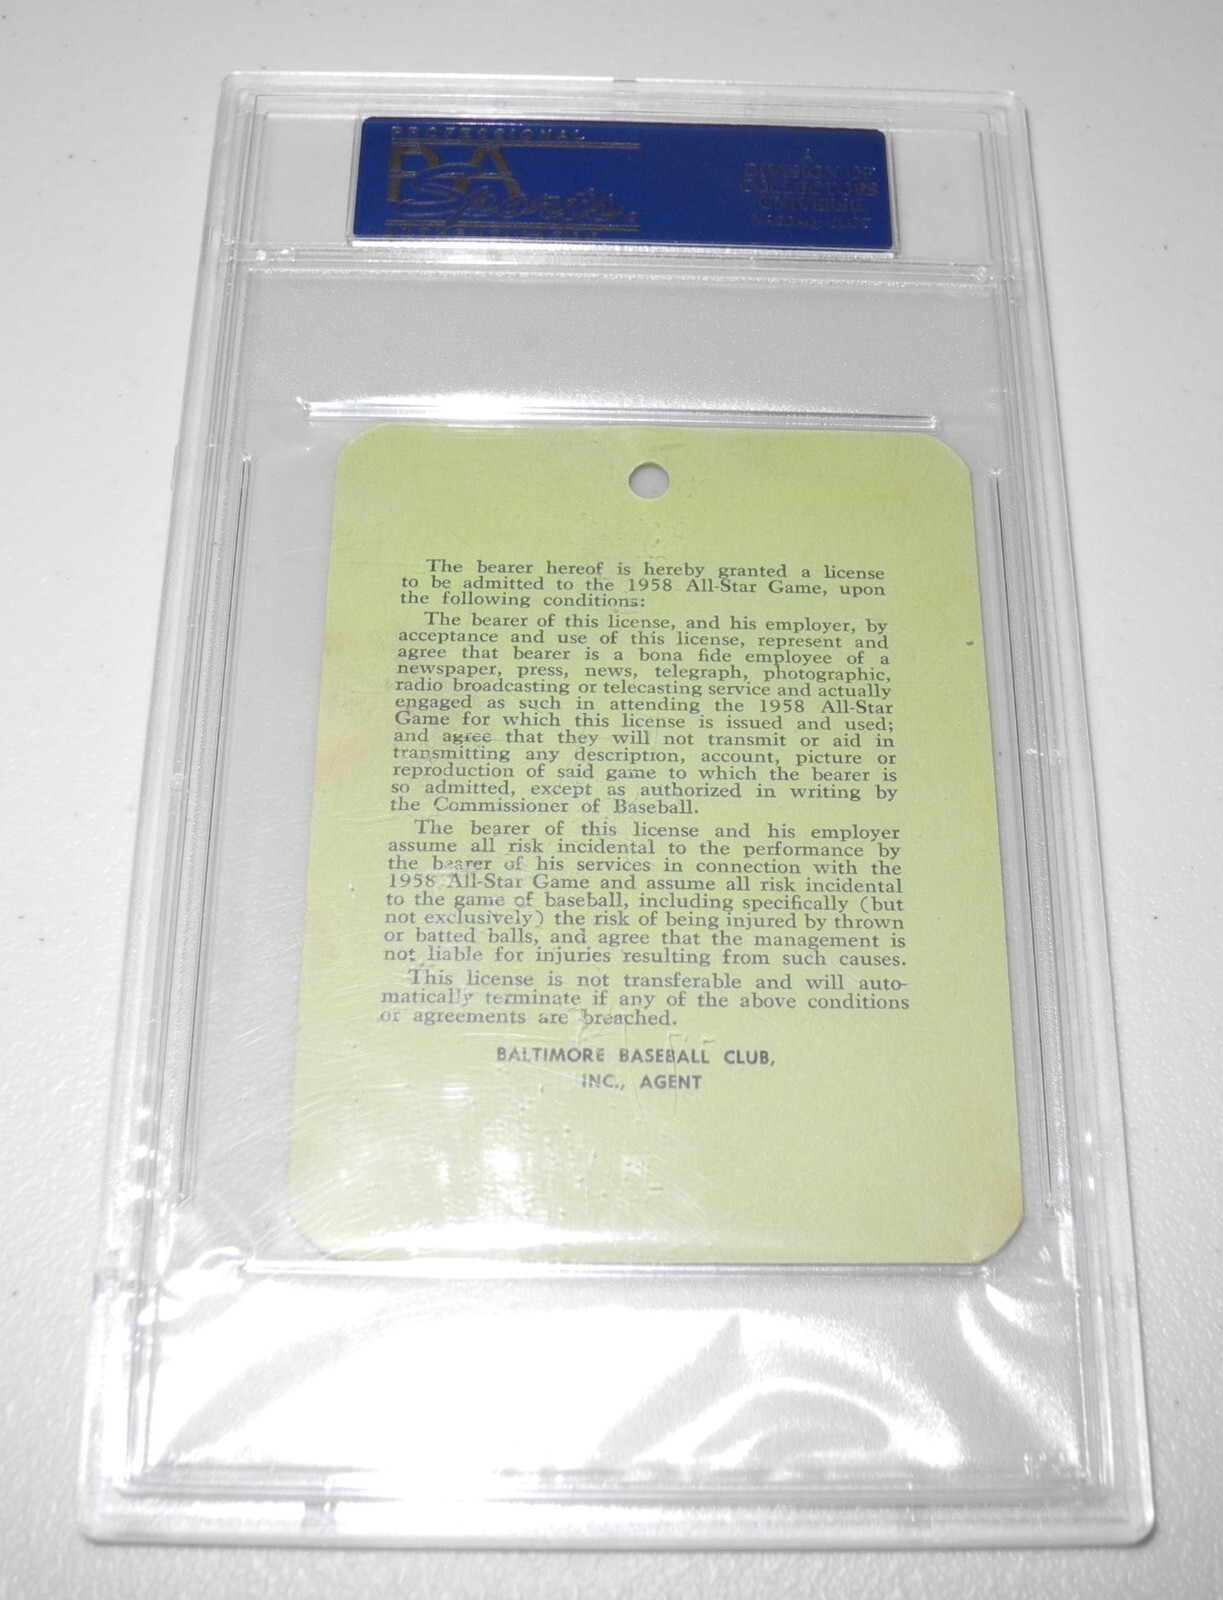 PROFESSIONAL
PSA
Sports
AUTHENTICATOR
A
DIVISION OF
COLLECTORS
UNIVERSE
The bearer hereof is hereby granted a license
to be admitted to the 1958 All-Star Game, upon
the following conditions:
The bearer of this license, and his employer, by
acceptance and use of this license, represent and
agree that bearer is a bona fide employee of a
newspaper, press, news, telegraph, photographic,
radio broadcasting or telecasting service and actually
engaged as such in attending the 1958 All-Star
Game for which this license is issued and used;
and agree that they will not transmit or aid in
transmitting any description, account, picture or
reproduction of said game to which the bearer is
so admitted, except as authorized in writing by
the Commissioner of Baseball.
The bearer of this license and his employer
assume all risk incidental to the performance by
the bearer of his services in connection with the
1958 All-Star Game and assume all risk incidental
to the game of baseball, including specifically (but
not exclusively) the risk of being injured by thrown
or batted balls, and agree that the management is
not liable for injuries resulting from such causes.
This license is not transferable and will auto-
matically terminate if any of the above conditions
or agreements are breached.
BALTIMORE BASEBALL CLUB,
INC., AGENT